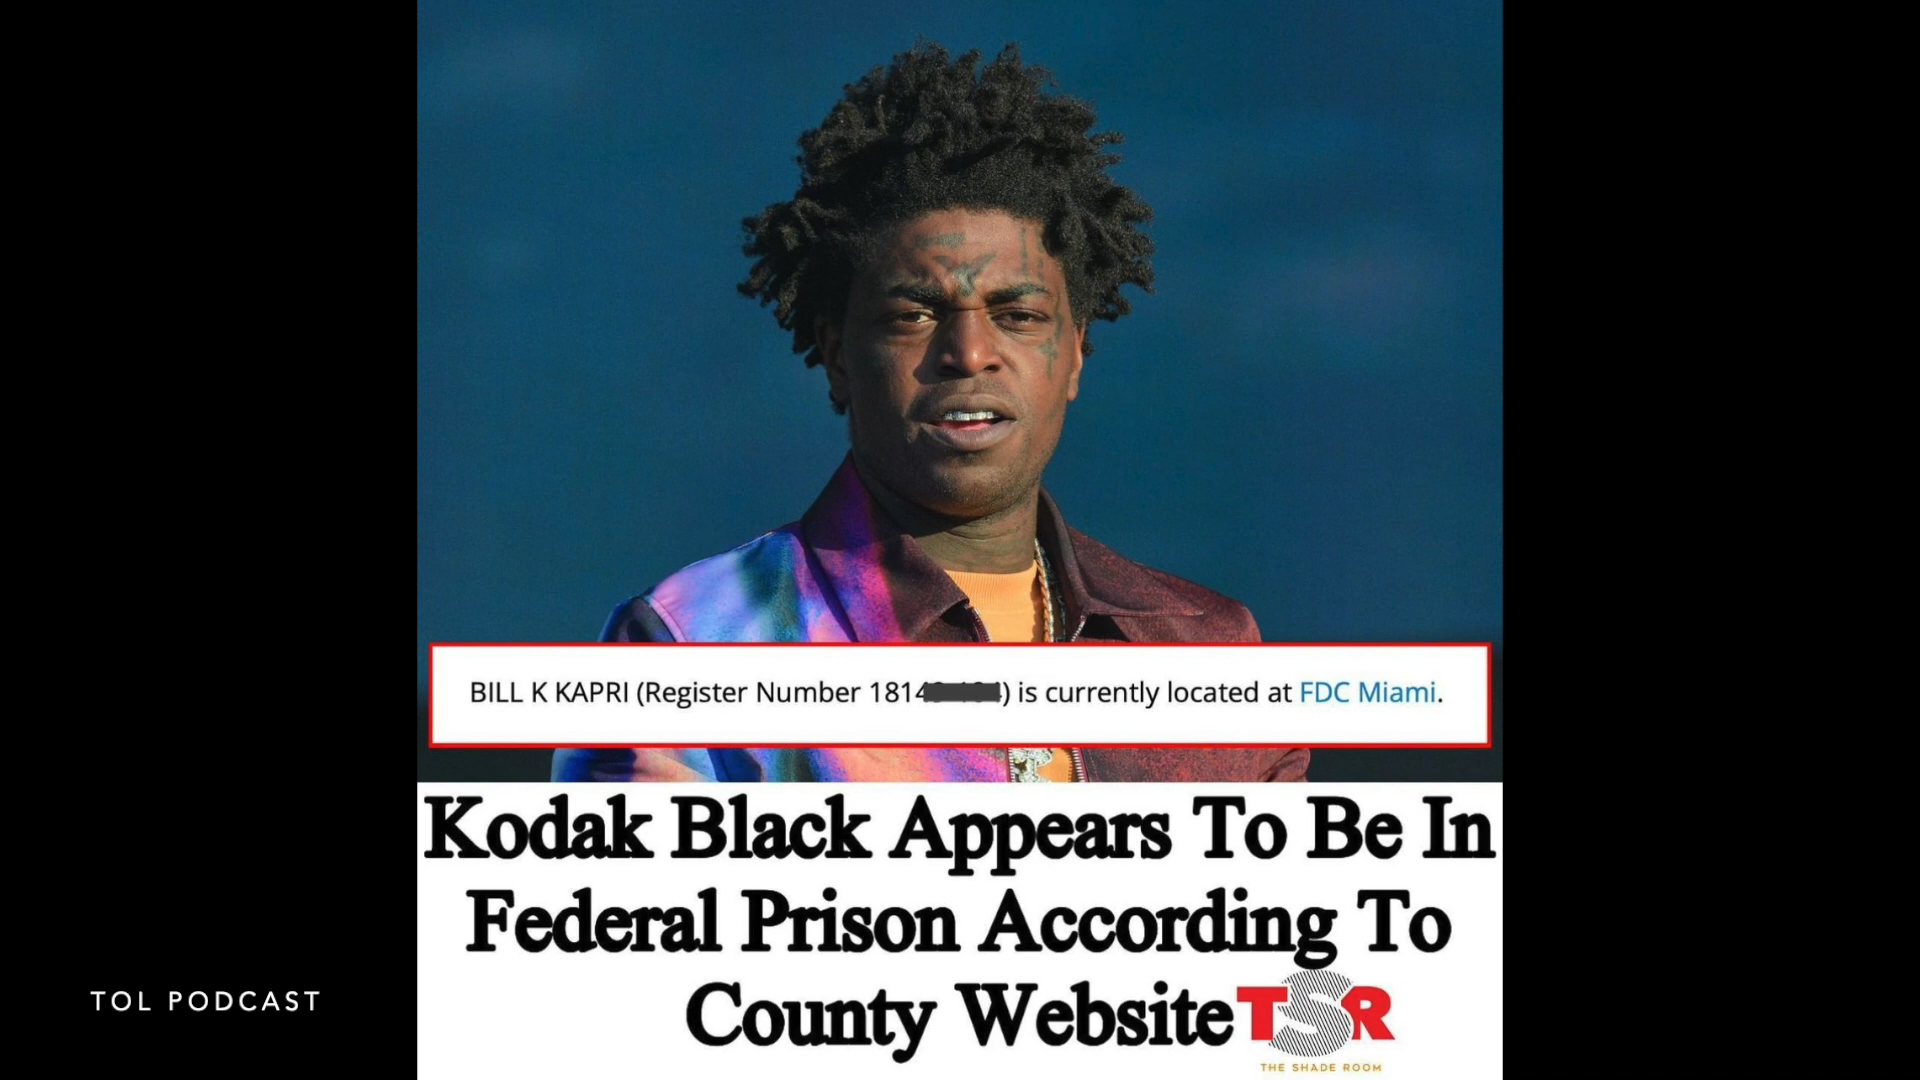 BILL K KAPRI (Register Number 1814) is currently located at FDC Miami.
Kodak Black Appears To Be In
Federal Prison According To
County Website
TSR
THE SHADE ROOM
TOL PODCAST